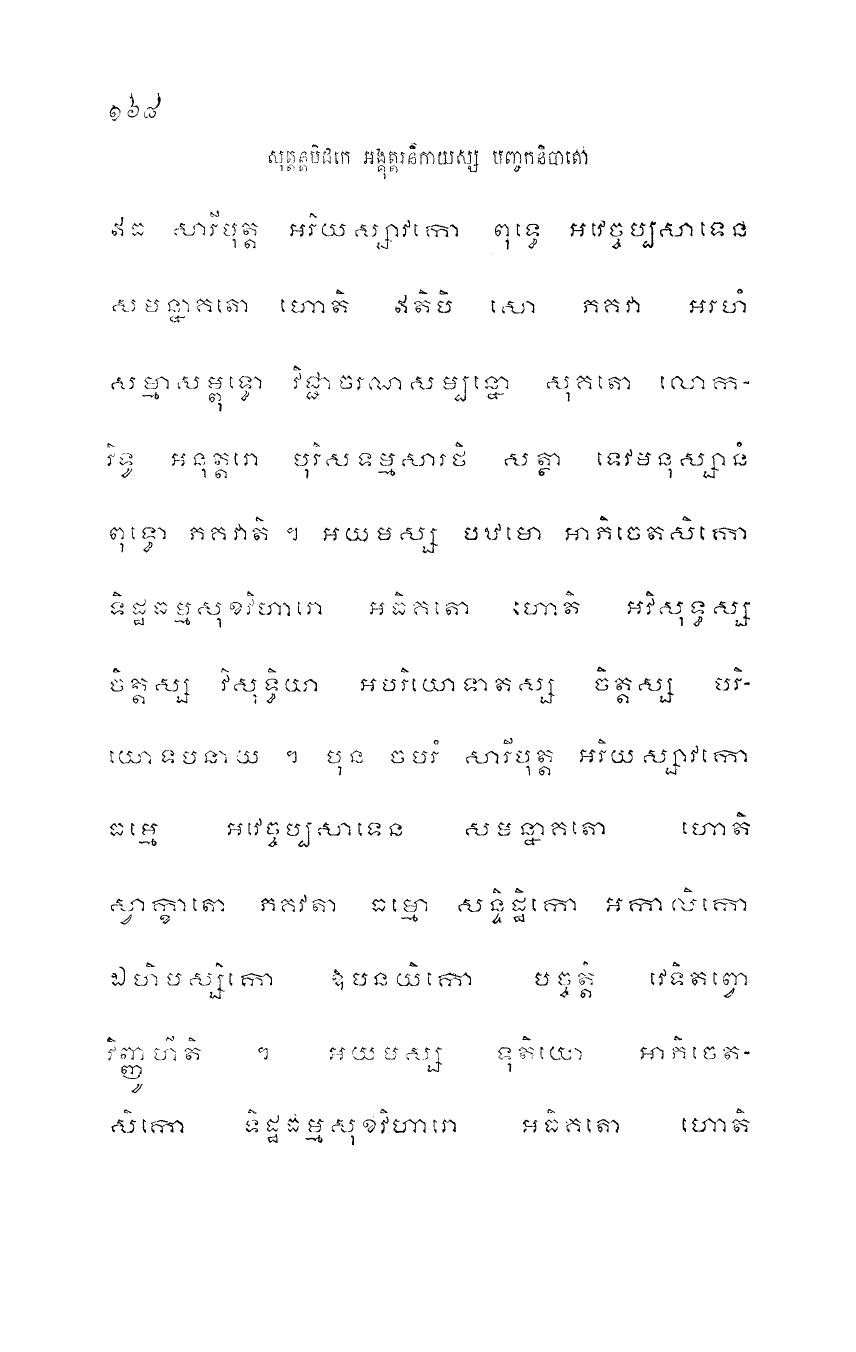 ១៦៨
សុត្តន្តបិដកេ អង្គុត្តរនិកាយស្ស បញ្ចកនិបាតោ
ឥធ សារីបុត្ត អរិយស្សាវកោ ពុទ្ធេ អវេច្ចប្បសាទេន
សមន្នាគតោ ហោតិ ឥតិបិ សោ ភគវា អរហំ
សម្មាសម្ពុទ្ធោ វិជ្ជាចរណសម្បន្នោ សុគតោ លោក-
វិទូ អនុត្តរោ បុរិសទម្មសារថិ សត្ថា ទេវមនុស្សានំ
ពុទ្ធោ ភគវាតិ ។ អយមស្ស បឋមោ អាភិចេតសិកោ
ទិដ្ឋធម្មសុខវិហារោ អធិគតោ ហោតិ អវិសុទ្ធស្ស
ចិត្តស្ស វិសុទ្ធិយា អបរិយោទាតស្ស ចិត្តស្ស បរិ-
យោទបនាយ ។ បុន ចបរំ សារីបុត្ត អរិយស្សាវកោ
ធម្មេ អវេច្ចប្បសាទេន សមន្នាគតោ ហោតិ
ស្វាក្ខាតោ ភគវតា ធម្មោ សន្ទិដ្ឋិកោ អកាលិកោ
ឯហិបស្សិកោ ឱបនយិកោ បច្ចត្តំ វេទិតព្វោ
វិញ្ញូហីតិ ។ អយមស្ស ទុតិយោ អាភិចេត-
សិកោ ទិដ្ឋធម្មសុខវិហារោ អធិគតោ ហោតិ